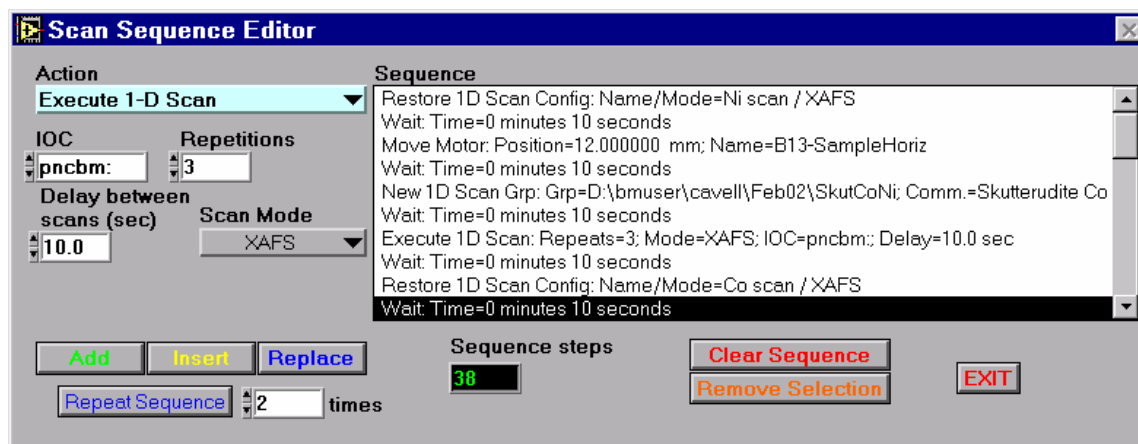 Scan Sequence Editor
Action
Execute 1-D Scan
IOC
Repetitions
pncbm:
3
Delay between
scans (sec)
Scan Mode
10.0
XAFS
Sequence
Restore 1D Scan Config: Name/Mode=Ni scan / XAFS
Wait: Time=0 minutes 10 seconds
Move Motor: Position=12.000000 mm; Name=B13-SampleHoriz
Wait: Time=0 minutes 10 seconds
New 1D Scan Grp: Grp=D:\bmuser\cavell\Feb02\SkutCoNi; Comm.=Skutterudite Co
Wait: Time=0 minutes 10 seconds
Execute 1D Scan: Repeats=3; Mode=XAFS; IOC=pncbm:; Delay=10.0 sec
Wait: Time=0 minutes 10 seconds
Restore 1D Scan Config: Name/Mode=Co scan / XAFS
Wait: Time=0 minutes 10 seconds
Add
Insert
Replace
Repeat Sequence
2
times
Sequence steps
38
Clear Sequence
Remove Selection
EXIT